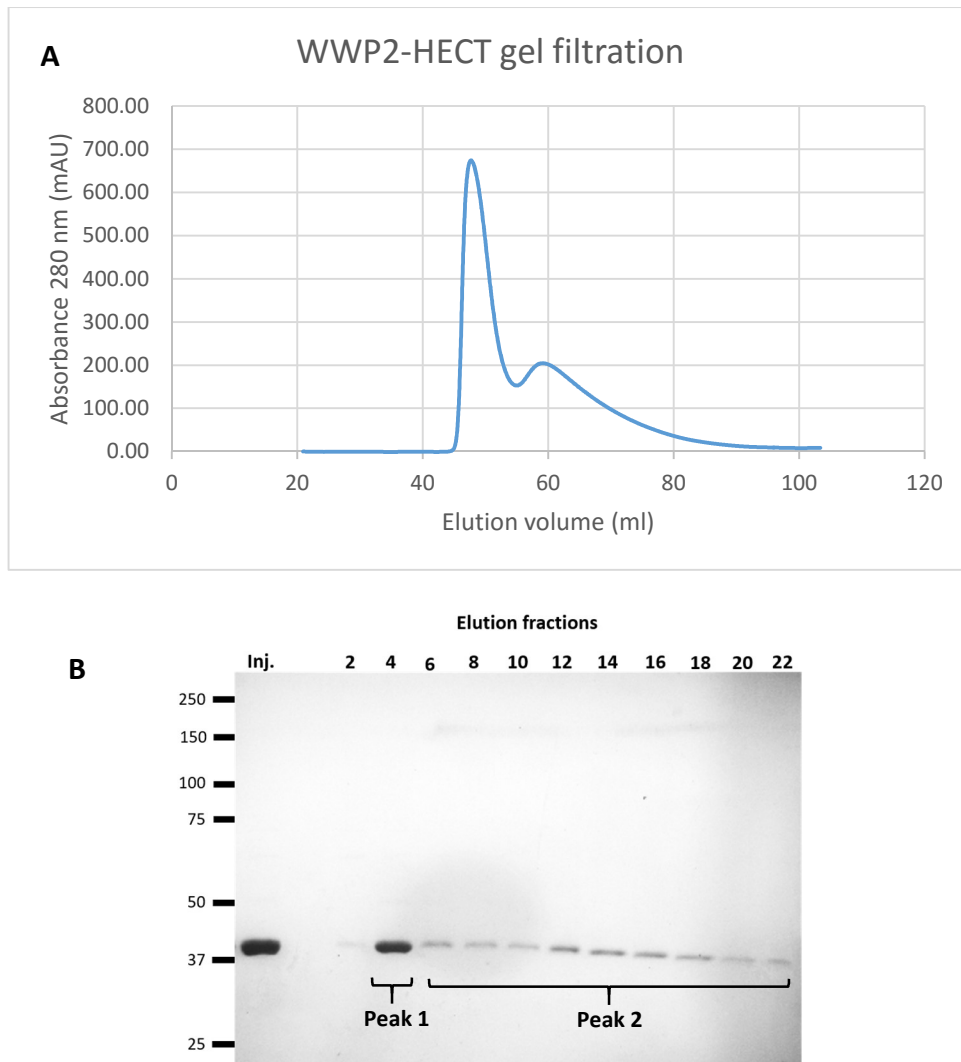 A
WWP2-HECT gel filtration
800.00
700.00
600.00
500.00
400.00
300.00
200.00
100.00
0.00
Absorbance 280 nm (mAU)
0 20 40 60 80 100 120
Elution volume (ml)
Elution fractions
B
Inj. 2 4 6 8 10 12 14 16 18 20 22
250
150
100
75
50
37
25
Peak 1 Peak 2